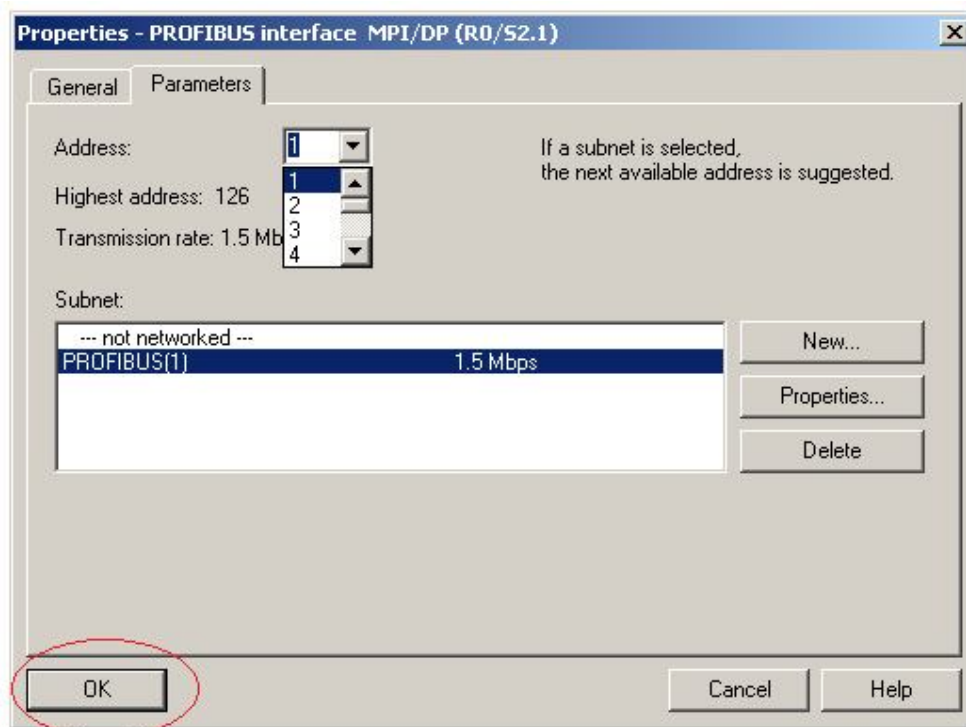 Properties - PROFIBUS interface MPI/DP (R0/S2.1)
General Parameters
Address: 1
If a subnet is selected,
the next available address is suggested.
1
2
3
4
Highest address: 126
Transmission rate: 1.5 Mb
Subnet:
--- not networked ---
PROFIBUS(1) 1.5 Mbps
New...
Properties...
Delete
OK Cancel Help